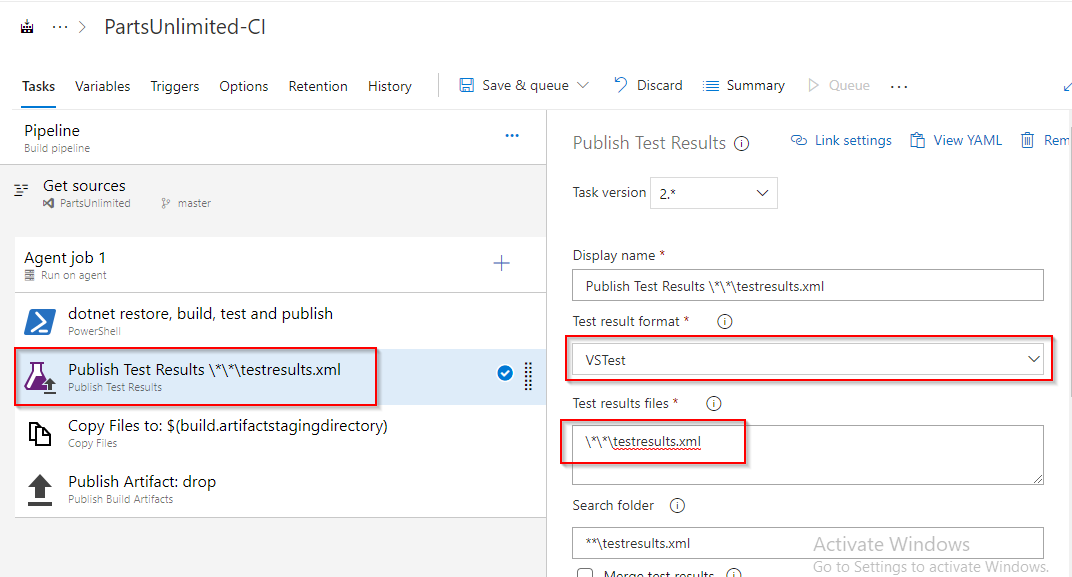 ··· > PartsUnlimited-CI
Tasks Variables Triggers Options Retention History Save & queue Discard Summary Queue ...
Pipeline
Build pipeline
Get sources
PartsUnlimited master
Agent job 1
Run on agent
dotnet restore, build, test and publish
PowerShell
Publish Test Results \*\*\testresults.xml
Publish Test Results
Copy Files to: $(build.artifactstagingdirectory)
Copy Files
Publish Artifact: drop
Publish Build Artifacts
Publish Test Results Link settings View YAML Rem
Task version 2.*
Display name *
Publish Test Results \*\*\testresults.xml
Test result format *
VSTest
Test results files *
\*\*\testresults.xml
Search folder
**\testresults.xml
Merge test results
Activate Windows
Go to Settings to activate Windows.